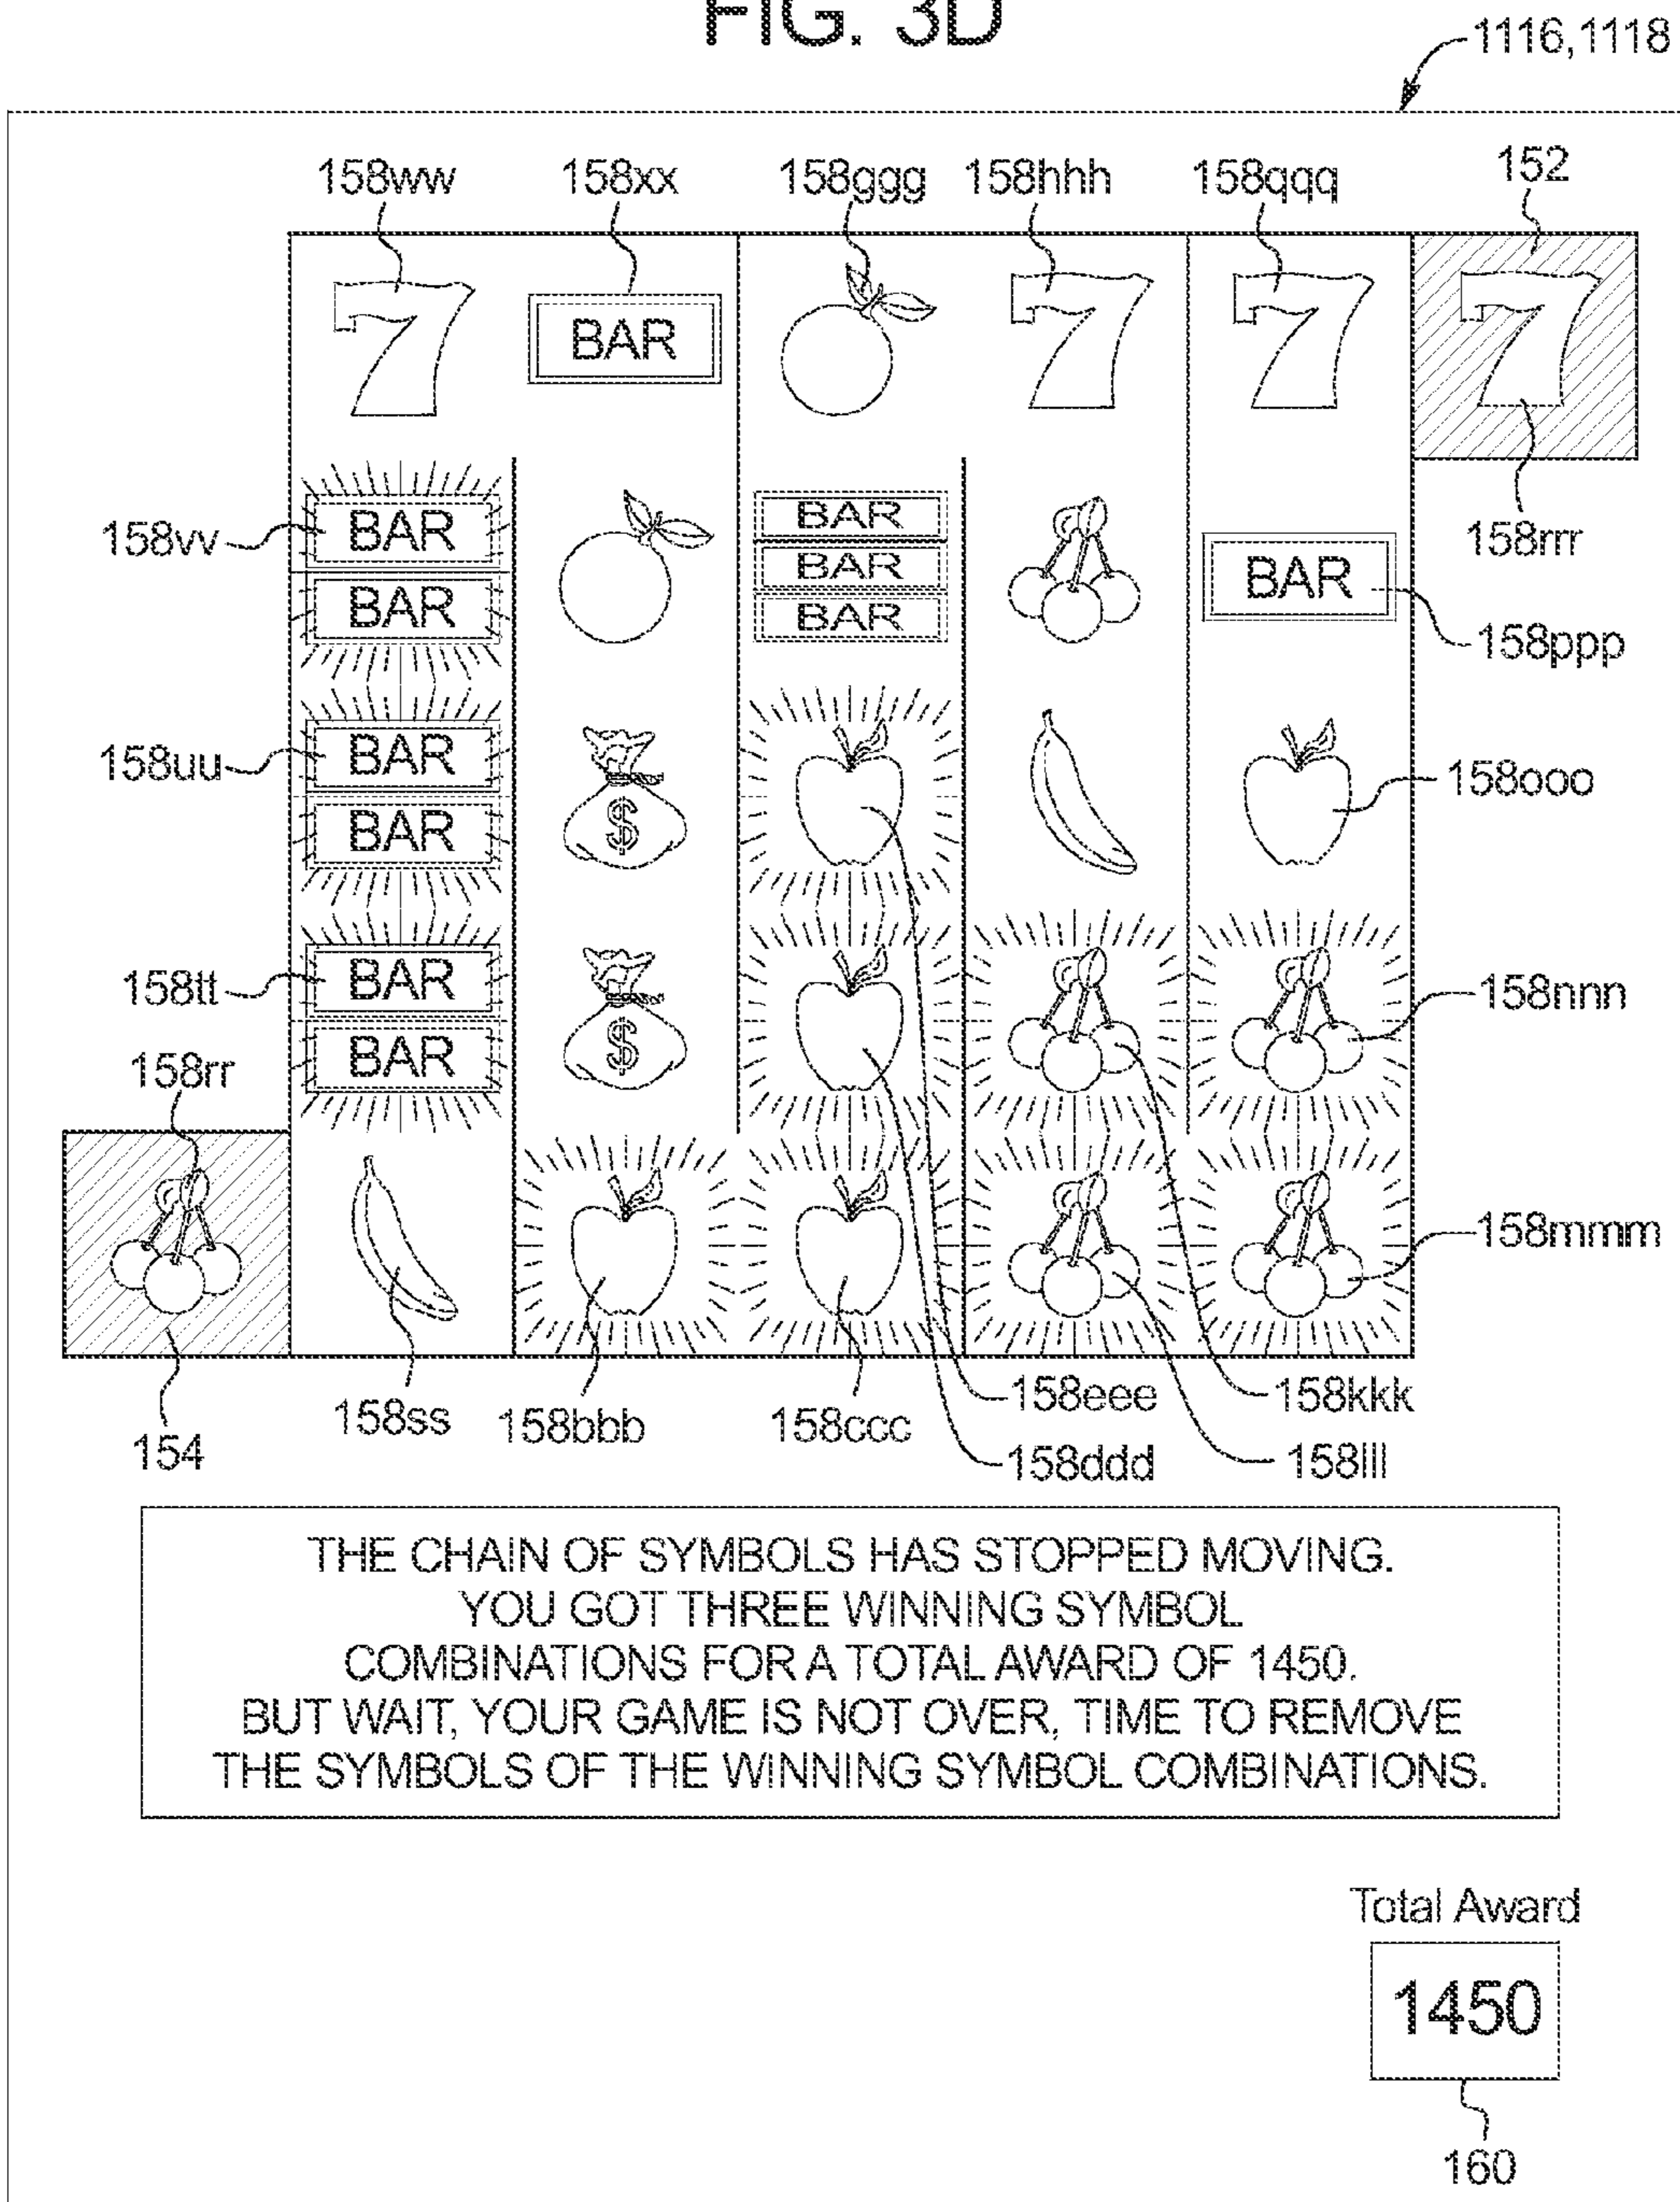 FIG. 3D
1116,1118
158ww 158xx 158ggg 158hhh 158qqq 152
BAR
158rrr
158vv BAR BAR BAR
BAR BAR BAR
BAR 158ppp
158uu BAR
BAR $ 158ooo
158tt BAR 158nnn
BAR $
158rr
158mmm
154 158ss 158bbb 158ccc 158eee 158kkk
158ddd 158lll
THE CHAIN OF SYMBOLS HAS STOPPED MOVING.
YOU GOT THREE WINNING SYMBOL
COMBINATIONS FOR A TOTAL AWARD OF 1450.
BUT WAIT, YOUR GAME IS NOT OVER, TIME TO REMOVE
THE SYMBOLS OF THE WINNING SYMBOL COMBINATIONS.
Total Award
1450
160